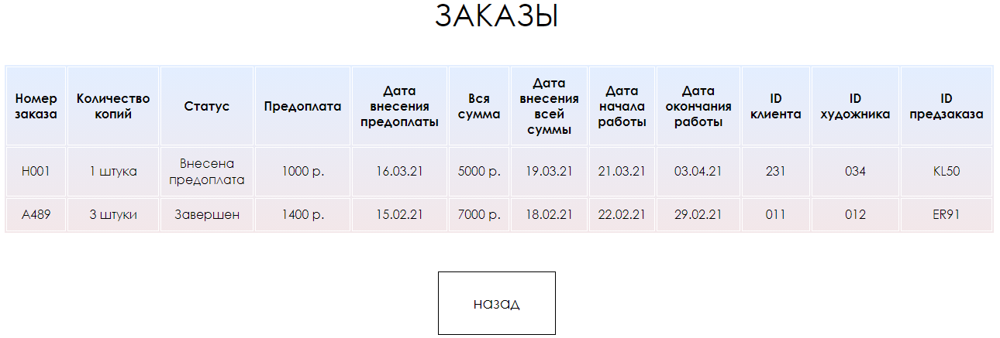 ЗАКАЗЫ
Номер заказа Количество копий Статус Предоплата Дата внесения предоплаты Вся сумма Дата внесения всей суммы Дата начала работы Дата окончания работы ID клиента ID художника ID предзаказа
H001 1 штука Внесена предоплата 1000 р. 16.03.21 5000 р. 19.03.21 21.03.21 03.04.21 231 034 KL50
A489 3 штуки Завершен 1400 р. 15.02.21 7000 р. 18.02.21 22.02.21 29.02.21 011 012 ER91
назад